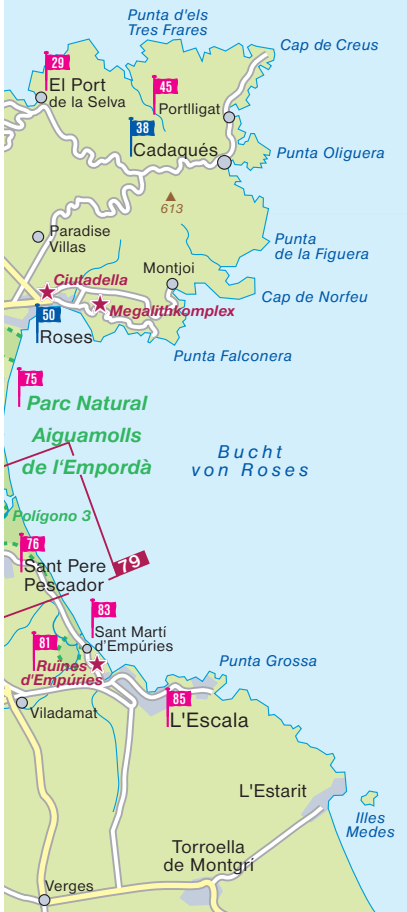 Punta d'els
Tres Frares
Cap de Creus
29
El Port
de la Selva
45
Portlligat
38
Cadaqués
Punta Oliguera
613
Paradise
Villas
Punta
de la Figuera
Montjoi
Ciutadella
Cap de Norfeu
Megalithkomplex
50
Roses
Punta Falconera
75
Parc Natural
Aiguamolls
de l'Empordà
Bucht
von Roses
Polígono 3
76
Sant Pere
Pescador
79
83
Sant Martí
d'Empúries
81
Ruïnes
d'Empúries
Punta Grossa
85
Viladamat
L'Escala
L'Estarit
Illes
Medes
Torroella
de Montgrí
Verges